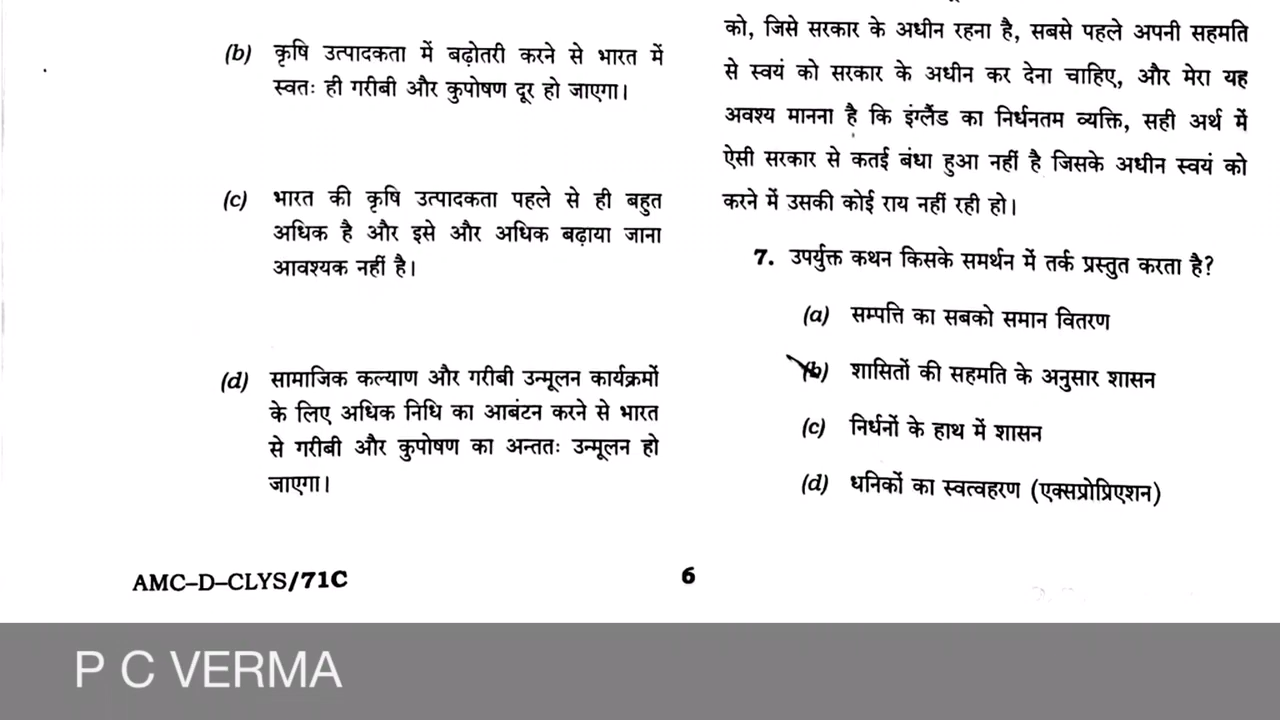 (b) कृषि उत्पादकता में बढ़ोतरी करने से भारत में
स्वतः ही गरीबी और कुपोषण दूर हो जाएगा।
(c) भारत की कृषि उत्पादकता पहले से ही बहुत
अधिक है और इसे और अधिक बढ़ाया जाना
आवश्यक नहीं है।
(d) सामाजिक कल्याण और गरीबी उन्मूलन कार्यक्रमों
के लिए अधिक निधि का आबंटन करने से भारत
से गरीबी और कुपोषण का अन्ततः उन्मूलन हो
जाएगा।
को, जिसे सरकार के अधीन रहना है, सबसे पहले अपनी सहमति
से स्वयं को सरकार के अधीन कर देना चाहिए, और मेरा यह
अवश्य मानना है कि इंग्लैंड का निर्धनतम व्यक्ति, सही अर्थ में
ऐसी सरकार से कतई बंधा हुआ नहीं है जिसके अधीन स्वयं को
करने में उसकी कोई राय नहीं रही हो।
7. उपर्युक्त कथन किसके समर्थन में तर्क प्रस्तुत करता है?
(a) सम्पत्ति का सबको समान वितरण
(b) शासितों की सहमति के अनुसार शासन
(c) निर्धनों के हाथ में शासन
(d) धनिकों का स्वत्वहरण (एक्सप्रोप्रिएशन)
AMC-D-CLYS/71C
6
P C VERMA